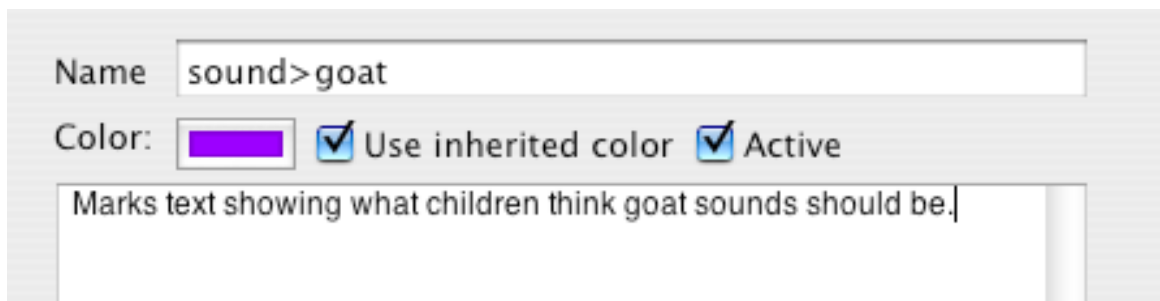 Name sound>goat
Color: Use inherited color Active
Marks text showing what children think goat sounds should be.